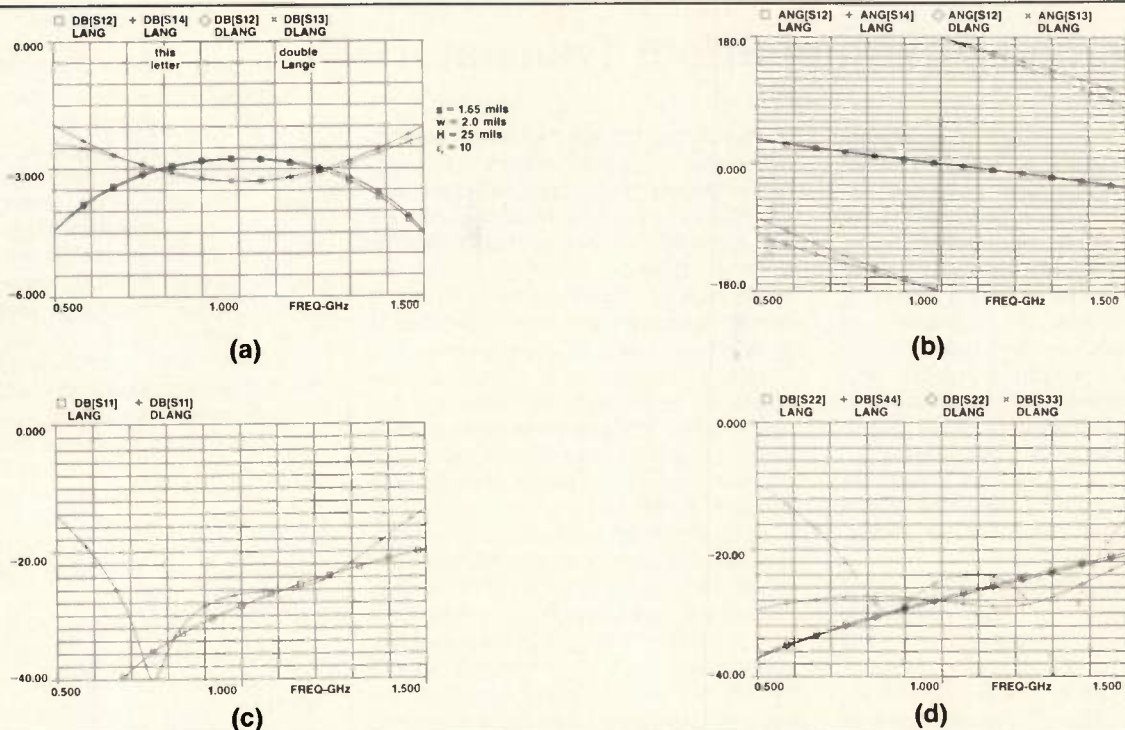 DB[S12] + DB[S14] DB[S12] × DB[S13]
LANG LANG DLANG DLANG
0.000
this letter
double Lange
s = 1.65 mils
w = 2.0 mils
H = 25 mils
εr = 10
-3.000
-6.000
0.500 1.000 FREQ-GHz 1.500
(a)
ANG[S12] + ANG[S14] ANG[S12] × ANG[S13]
LANG LANG DLANG DLANG
180.0
0.000
-180.0
0.500 1.000 FREQ-GHz 1.500
(b)
DB[S11] + DB[S11]
LANG DLANG
0.000
-20.00
-40.00
0.500 1.000 FREQ-GHz 1.500
(c)
DB[S22] + DB[S44] DB[S22] × DB[S33]
LANG LANG DLANG DLANG
0.000
-20.00
-40.00
0.500 1.000 FREQ-GHz 1.500
(d)